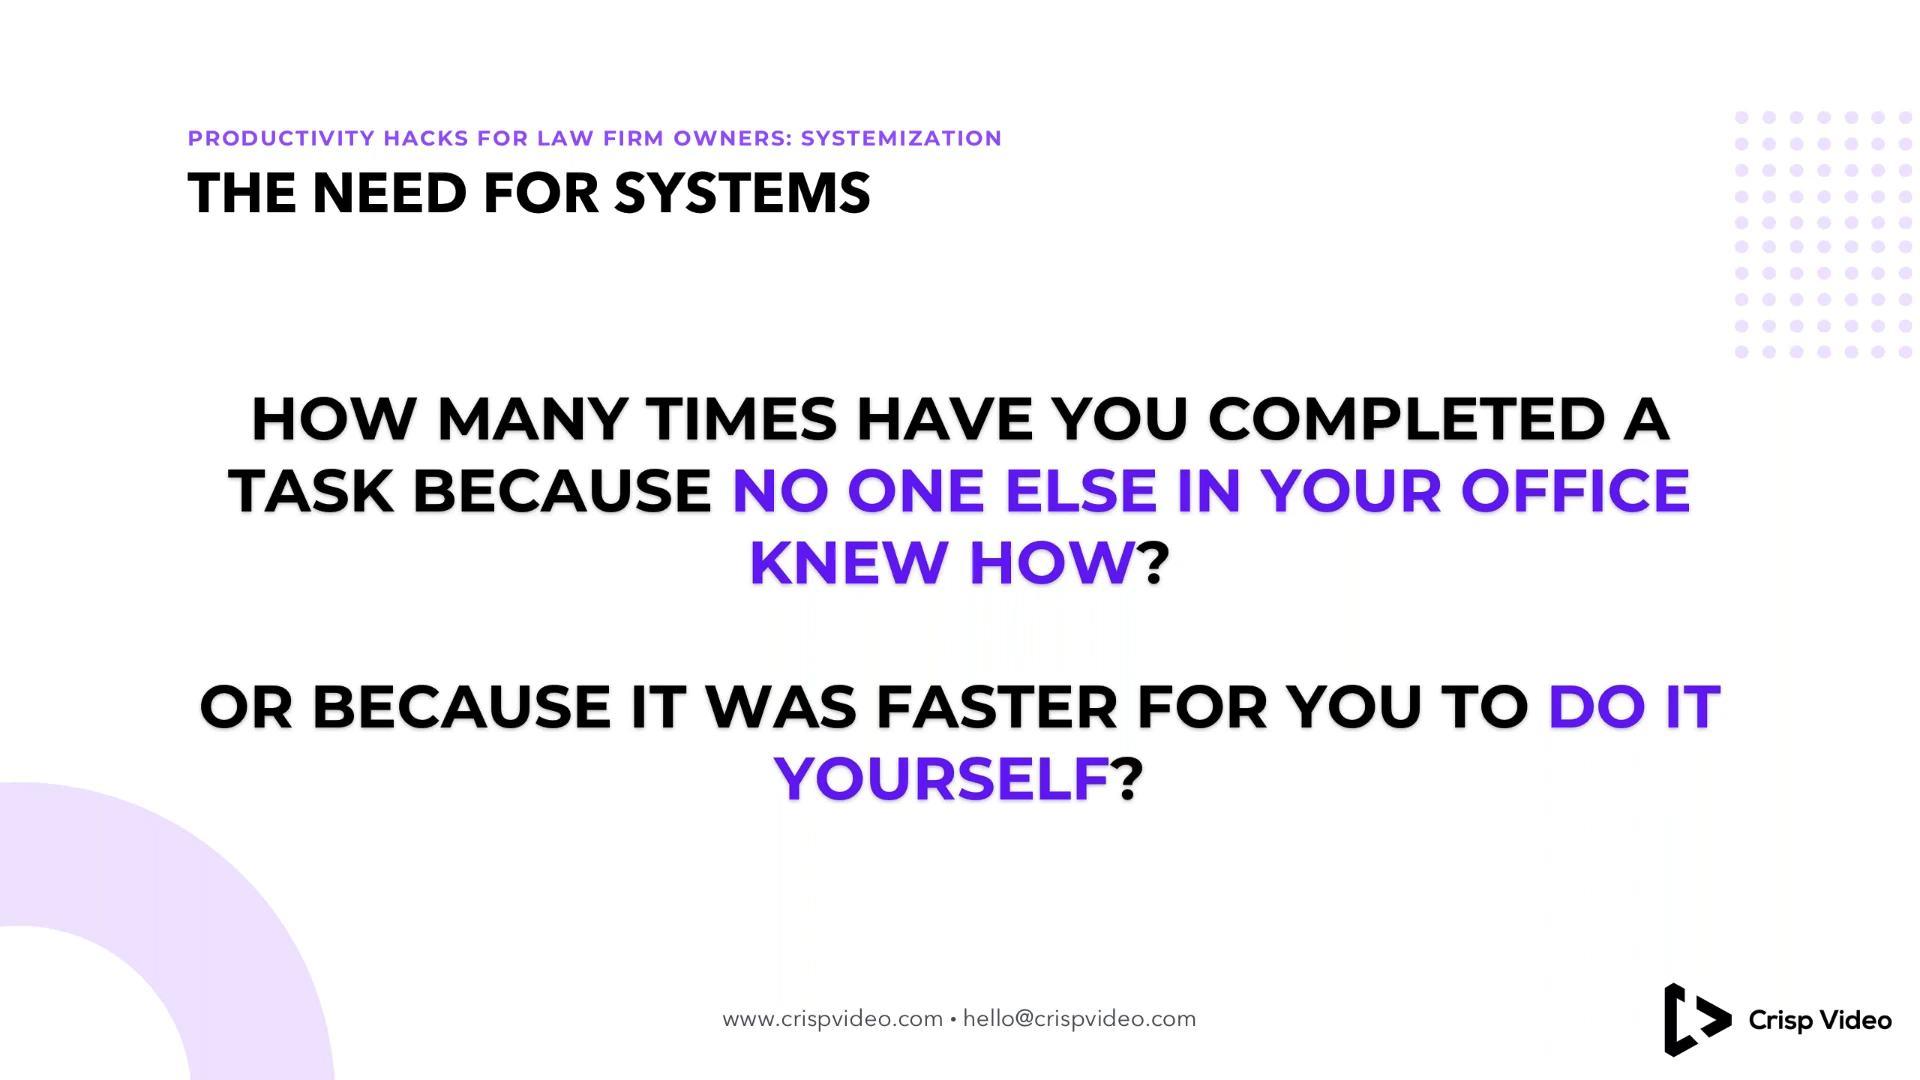 PRODUCTIVITY HACKS FOR LAW FIRM OWNERS: SYSTEMIZATION
THE NEED FOR SYSTEMS
HOW MANY TIMES HAVE YOU COMPLETED A
TASK BECAUSE NO ONE ELSE IN YOUR OFFICE
KNEW HOW?
OR BECAUSE IT WAS FASTER FOR YOU TO DO IT
YOURSELF?
www.crispvideo.com • hello@crispvideo.com
Crisp Video